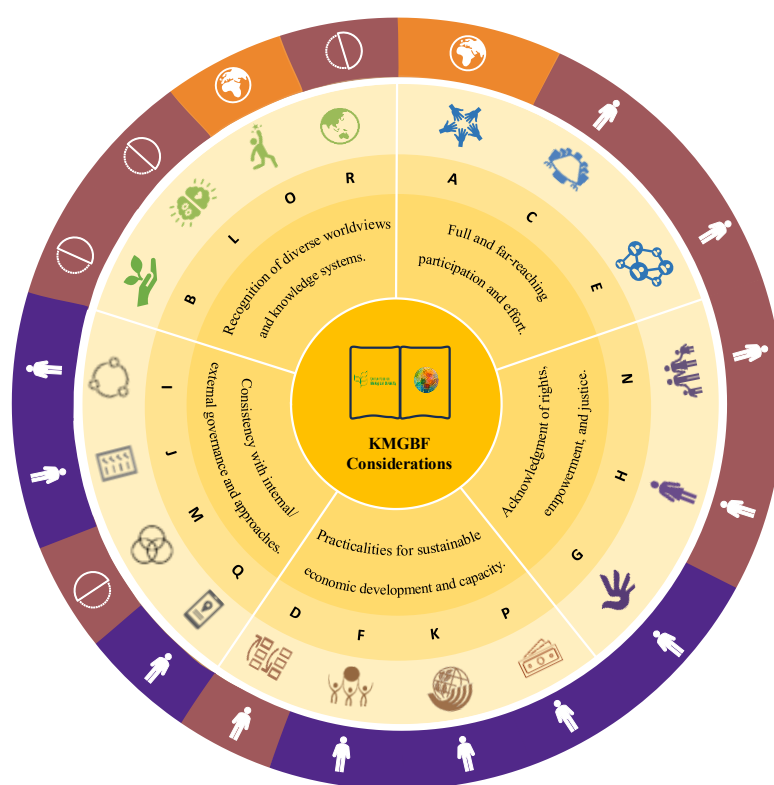 R
O
L
B
Recognition of diverse worldviews
and knowledge systems.
A
C
E
Full and far-reaching
participation and effort.
N
H
G
Acknowledgment of rights,
empowerment, and justice.
P
K
F
D
Practicalities for sustainable
economic development and capacity.
Q
M
J
I
Consistency with internal/
external governance and approaches.
KMGBF
Considerations